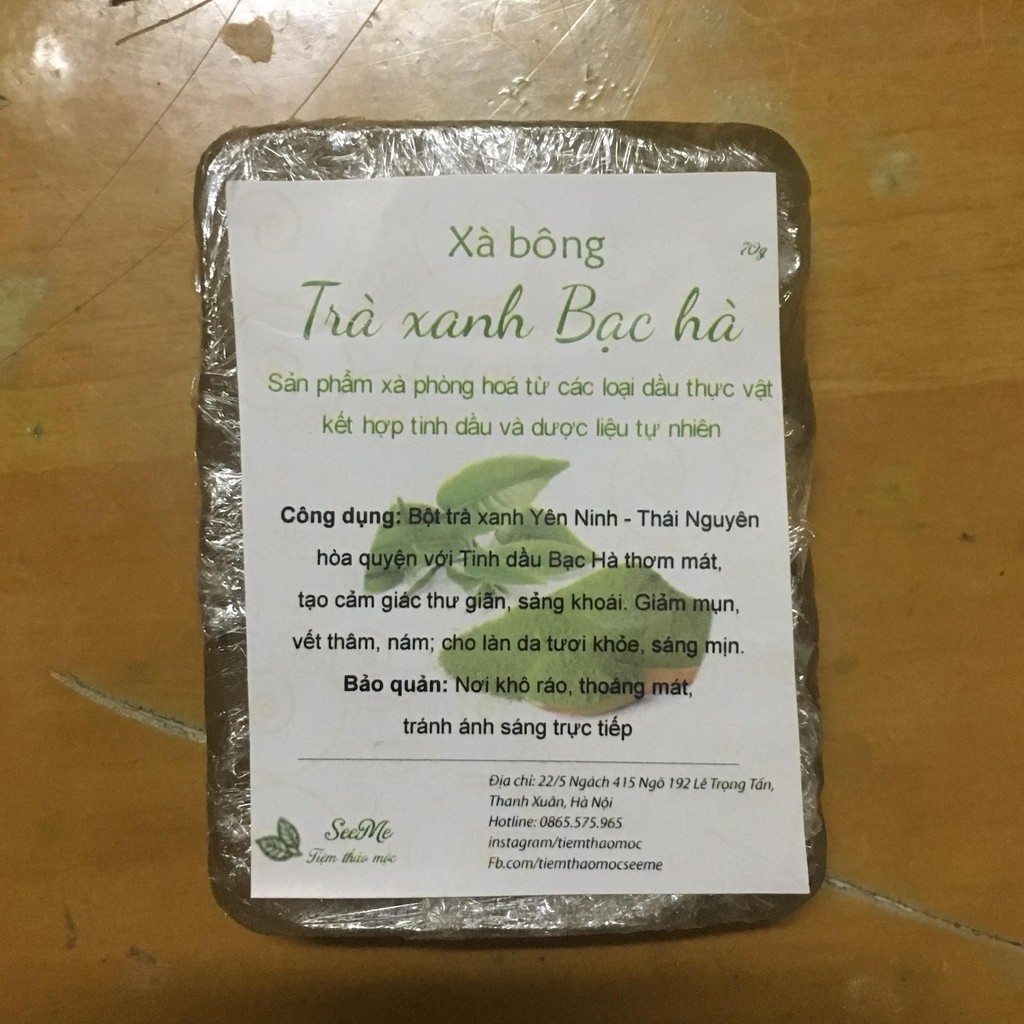 Xà bông
70g
Trà xanh Bạc hà
Sản phẩm xà phòng hoá từ các loại dầu thực vật
kết hợp tinh dầu và dược liệu tự nhiên
Công dụng: Bột trà xanh Yên Ninh - Thái Nguyên
hòa quyện với Tinh dầu Bạc Hà thơm mát,
tạo cảm giác thư giãn, sảng khoái. Giảm mụn,
vết thâm, nám; cho làn da tươi khỏe, sáng mịn.
Bảo quản: Nơi khô ráo, thoáng mát,
tránh ánh sáng trực tiếp
SeeMe
Tiệm thảo mộc
Địa chỉ: 22/5 Ngách 415 Ngõ 192 Lê Trọng Tấn,
Thanh Xuân, Hà Nội
Hotline: 0865.575.965
instagram/tiemthaomoc
Fb.com/tiemthaomocseeme